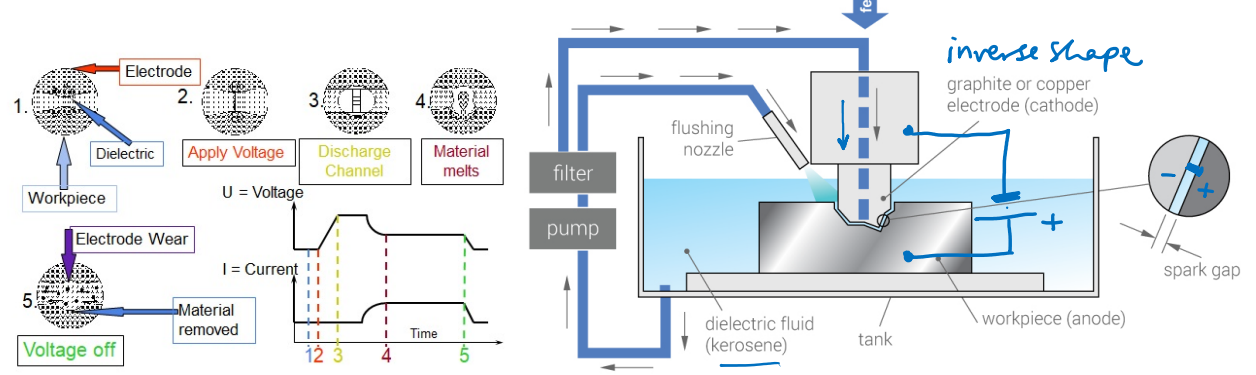 1.
Electrode
Dielectric
Workpiece
2.
Apply Voltage
3.
Discharge
Channel
4.
Material
melts
5.
Electrode Wear
Material
removed
Voltage off
U = Voltage
I = Current
Time
1
2
3
4
5
fe
inverse shape
graphite or copper
electrode (cathode)
flushing
nozzle
filter
pump
-
+
+
spark gap
dielectric fluid
(kerosene)
tank
workpiece (anode)